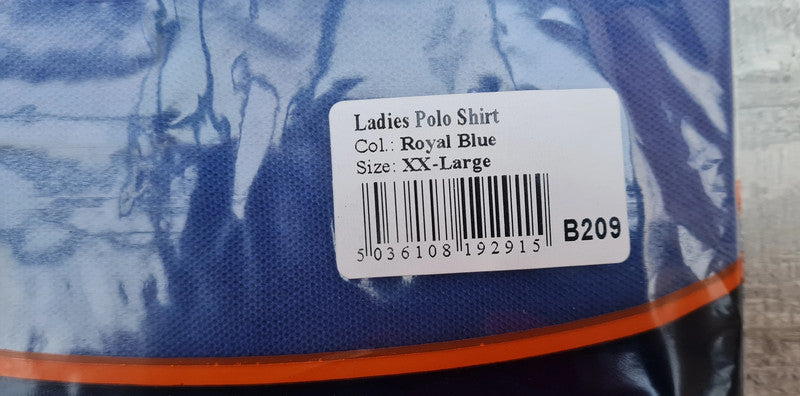 Ladies Polo Shirt
Col.: Royal Blue
Size: XX-Large
5 036108 192915
B209